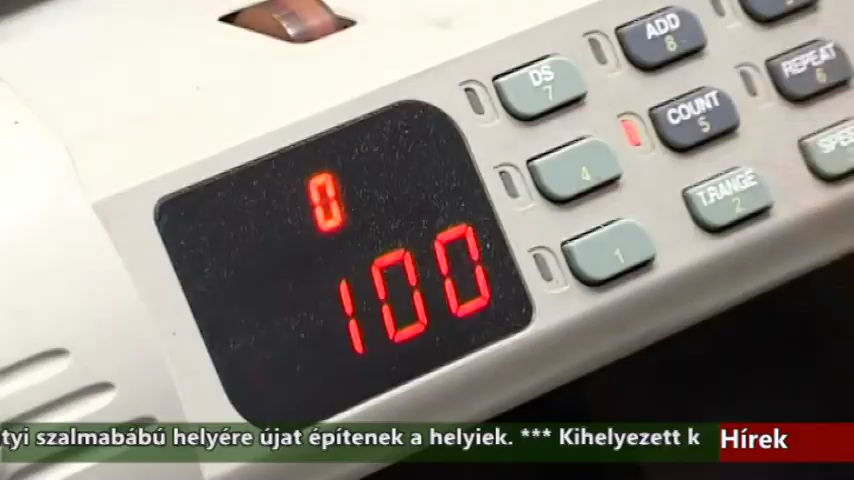 ADD
8
DS
7
REPEAT
6
COUNT
5
4
T.RANGE
2
1
0
100
tyi szalmabábú helyére újat építenek a helyiek. *** Kihelyezett k
Hírek